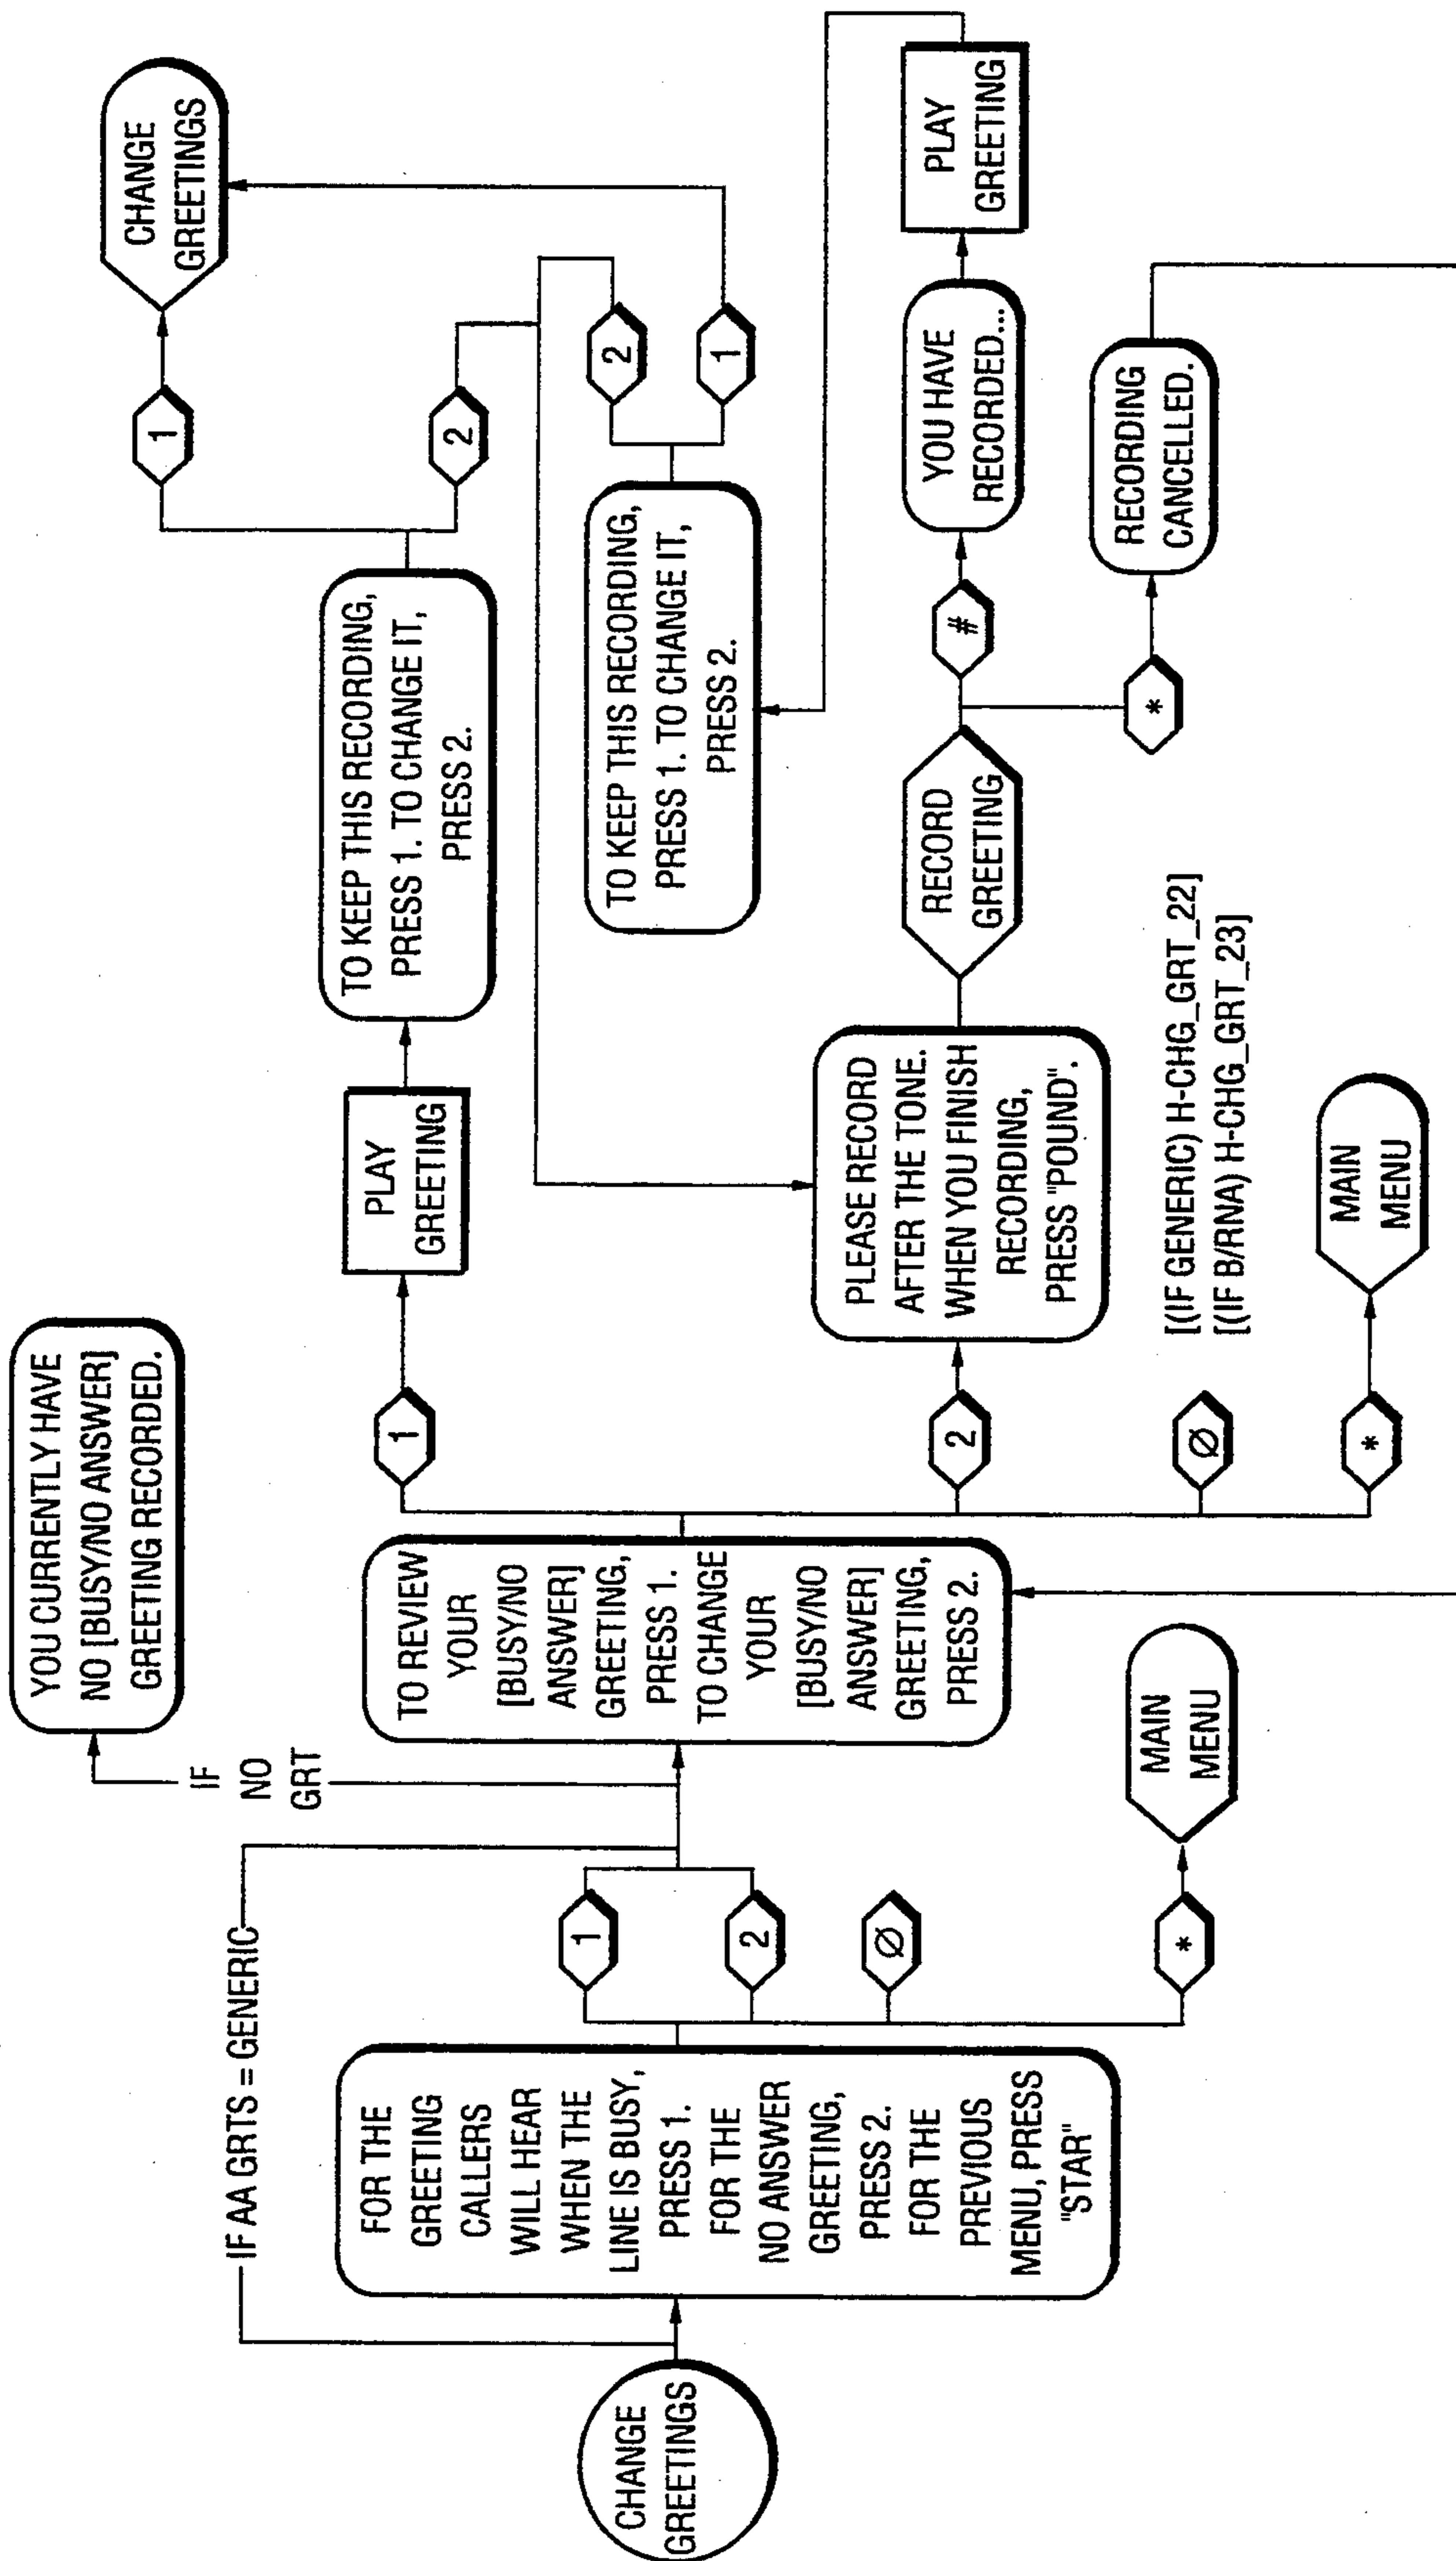 CHANGE
GREETINGS
IF AA GRTS = GENERIC
FOR THE
GREETING
CALLERS
WILL HEAR
WHEN THE
LINE IS BUSY,
PRESS 1.
FOR THE
NO ANSWER
GREETING,
PRESS 2.
FOR THE
PREVIOUS
MENU, PRESS
"STAR"
1
2
Ø
*
MAIN
MENU
IF
NO
GRT
YOU CURRENTLY HAVE
NO [BUSY/NO ANSWER]
GREETING RECORDED.
TO REVIEW
YOUR
[BUSY/NO
ANSWER]
GREETING,
PRESS 1.
TO CHANGE
YOUR
[BUSY/NO
ANSWER]
GREETING,
PRESS 2.
1
2
Ø
*
[(IF GENERIC) H-CHG_GRT_22]
[(IF B/RNA) H-CHG_GRT_23]
MAIN
MENU
PLAY
GREETING
TO KEEP THIS RECORDING,
PRESS 1. TO CHANGE IT,
PRESS 2.
1
2
CHANGE
GREETINGS
PLEASE RECORD
AFTER THE TONE.
WHEN YOU FINISH
RECORDING,
PRESS "POUND".
RECORD
GREETING
#
*
YOU HAVE
RECORDED...
PLAY
GREETING
RECORDING
CANCELLED.
TO KEEP THIS RECORDING,
PRESS 1. TO CHANGE IT,
PRESS 2.
2
1